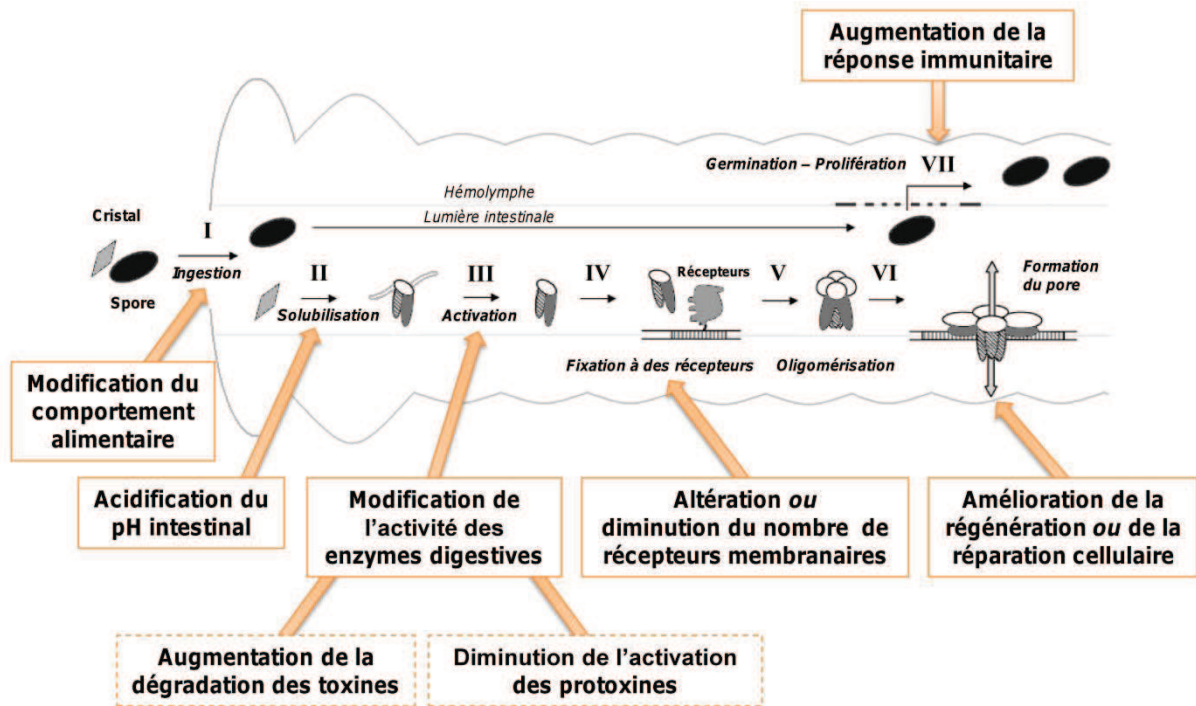 Augmentation de la
réponse immunitaire
Germination – Prolifération
VII
Hémolymphe
Lumière intestinale
Cristal
I
Ingestion
Spore
II
Solubilisation
III
Activation
IV
Récepteurs
V
VI
Formation
du pore
Fixation à des récepteurs
Oligomérisation
Modification du
comportement
alimentaire
Acidification du
pH intestinal
Modification de
l’activité des
enzymes digestives
Altération ou
diminution du nombre de
récepteurs membranaires
Amélioration de la
régénération ou de la
réparation cellulaire
Augmentation de la
dégradation des toxines
Diminution de l’activation
des protoxines